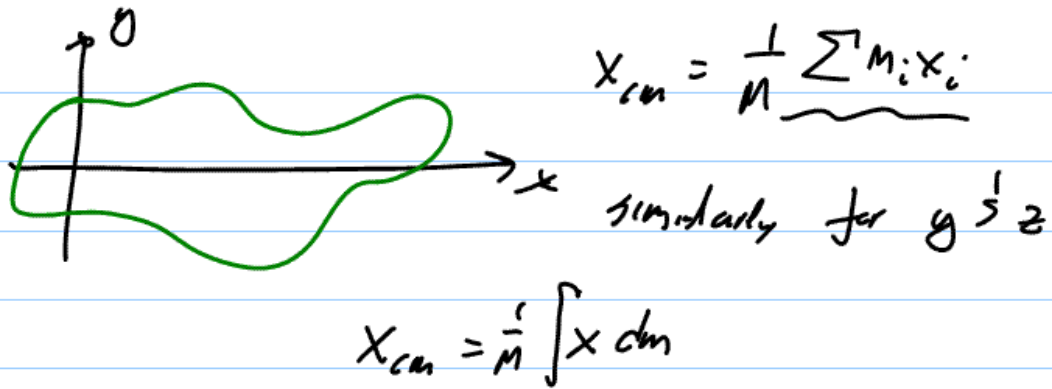 y
X_cm = 1/M Σ m_i x_i
x
similarly for y & z
X_cm = 1/M ∫ x dm